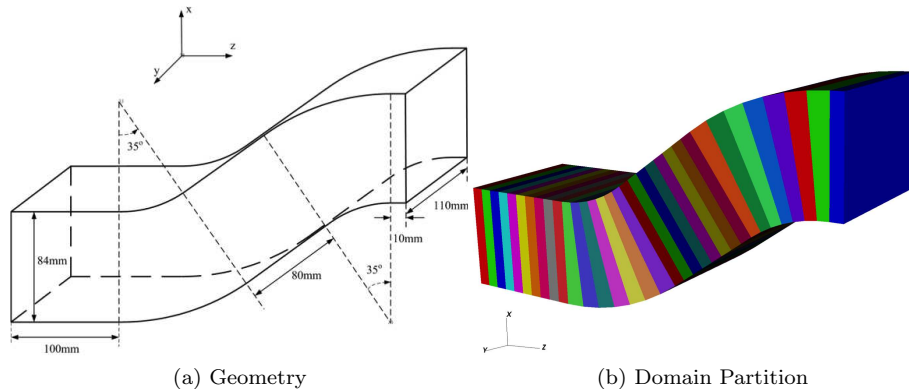 x
z
y
35°
35°
84mm
80mm
10mm
110mm
100mm
X
Y
Z
(a) Geometry
(b) Domain Partition